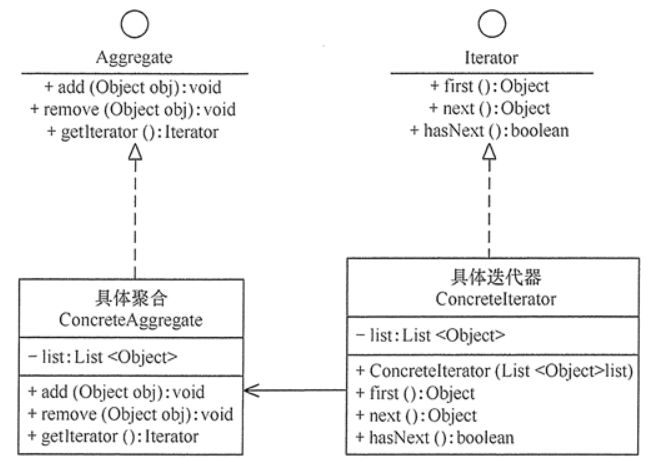 Aggregate
+ add (Object obj):void
+ remove (Object obj):void
+ getIterator ():Iterator
Iterator
+ first ():Object
+ next ():Object
+ hasNext ():boolean
具体聚合
ConcreteAggregate
− list:List <Object>
+ add (Object obj):void
+ remove (Object obj):void
+ getIterator ():Iterator
具体迭代器
ConcreteIterator
− list:List <Object>
+ ConcreteIterator (List <Object>list)
+ first ():Object
+ next ():Object
+ hasNext ():boolean